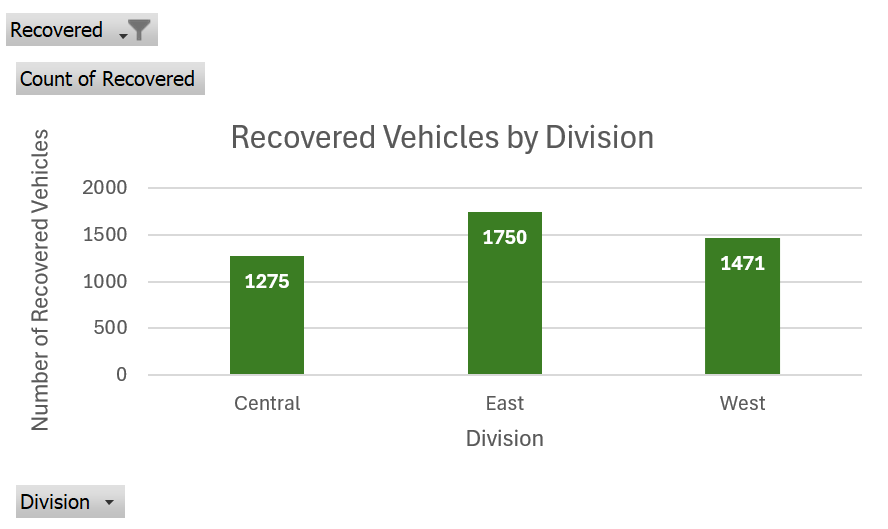 Recovered
Count of Recovered
Recovered Vehicles by Division
Number of Recovered Vehicles
2000
1500
1000
500
0
1275
1750
1471
Central
East
West
Division
Division